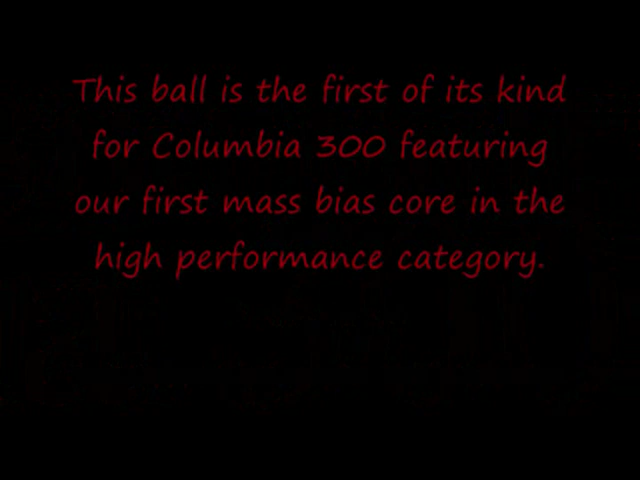 This ball is the first of its kind
for Columbia 300 featuring
our first mass bias core in the
high performance category.